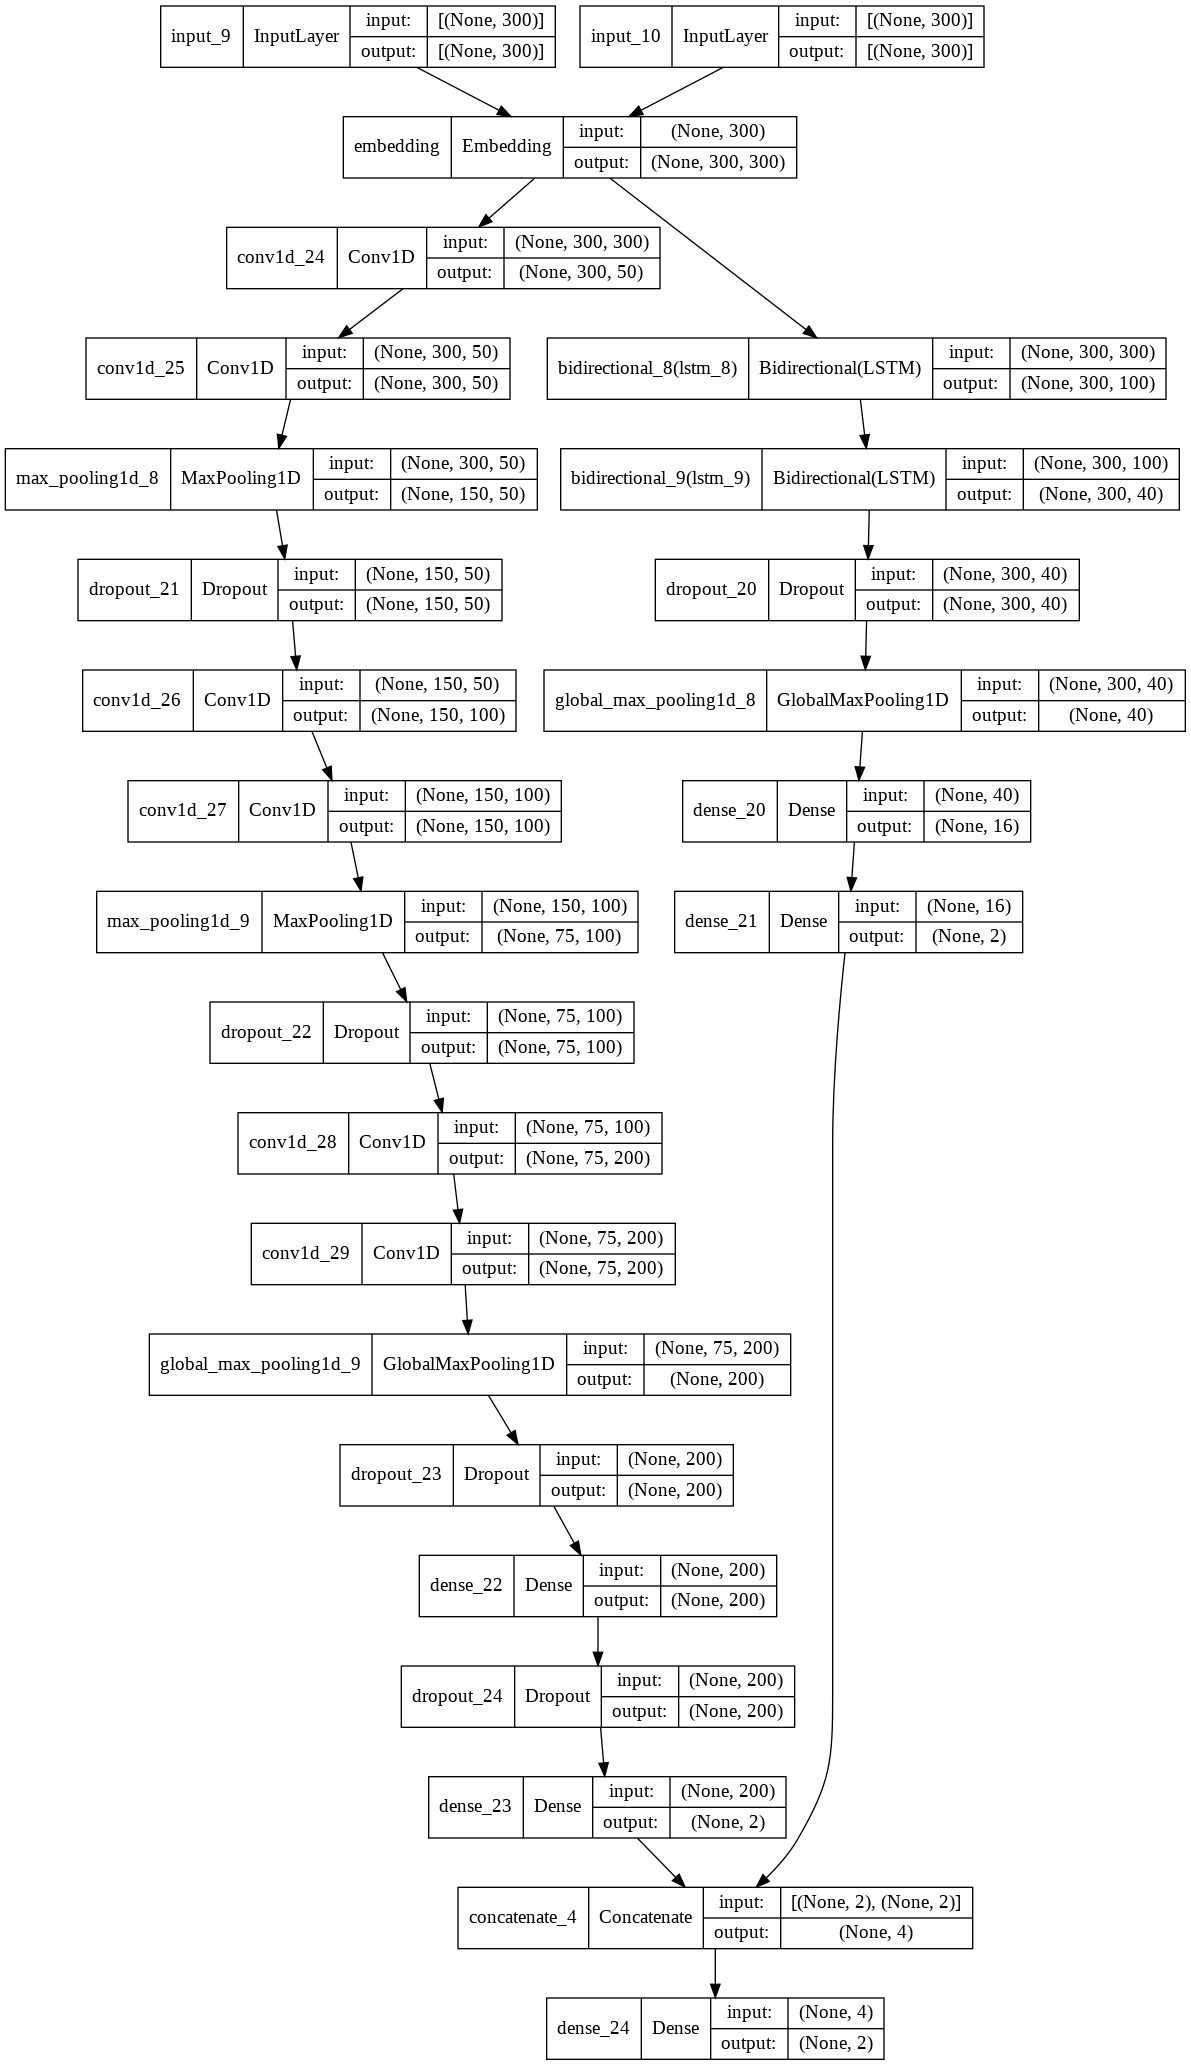 input_9 InputLayer input: [(None, 300)]
output: [(None, 300)]
input_10 InputLayer input: [(None, 300)]
output: [(None, 300)]
embedding Embedding input: (None, 300)
output: (None, 300, 300)
conv1d_24 Conv1D input: (None, 300, 300)
output: (None, 300, 50)
conv1d_25 Conv1D input: (None, 300, 50)
output: (None, 300, 50)
bidirectional_8(lstm_8) Bidirectional(LSTM) input: (None, 300, 300)
output: (None, 300, 100)
max_pooling1d_8 MaxPooling1D input: (None, 300, 50)
output: (None, 150, 50)
bidirectional_9(lstm_9) Bidirectional(LSTM) input: (None, 300, 100)
output: (None, 300, 40)
dropout_21 Dropout input: (None, 150, 50)
output: (None, 150, 50)
dropout_20 Dropout input: (None, 300, 40)
output: (None, 300, 40)
conv1d_26 Conv1D input: (None, 150, 50)
output: (None, 150, 100)
global_max_pooling1d_8 GlobalMaxPooling1D input: (None, 300, 40)
output: (None, 40)
conv1d_27 Conv1D input: (None, 150, 100)
output: (None, 150, 100)
dense_20 Dense input: (None, 40)
output: (None, 16)
max_pooling1d_9 MaxPooling1D input: (None, 150, 100)
output: (None, 75, 100)
dense_21 Dense input: (None, 16)
output: (None, 2)
dropout_22 Dropout input: (None, 75, 100)
output: (None, 75, 100)
conv1d_28 Conv1D input: (None, 75, 100)
output: (None, 75, 200)
conv1d_29 Conv1D input: (None, 75, 200)
output: (None, 75, 200)
global_max_pooling1d_9 GlobalMaxPooling1D input: (None, 75, 200)
output: (None, 200)
dropout_23 Dropout input: (None, 200)
output: (None, 200)
dense_22 Dense input: (None, 200)
output: (None, 200)
dropout_24 Dropout input: (None, 200)
output: (None, 200)
dense_23 Dense input: (None, 200)
output: (None, 2)
concatenate_4 Concatenate input: [(None, 2), (None, 2)]
output: (None, 4)
dense_24 Dense input: (None, 4)
output: (None, 2)